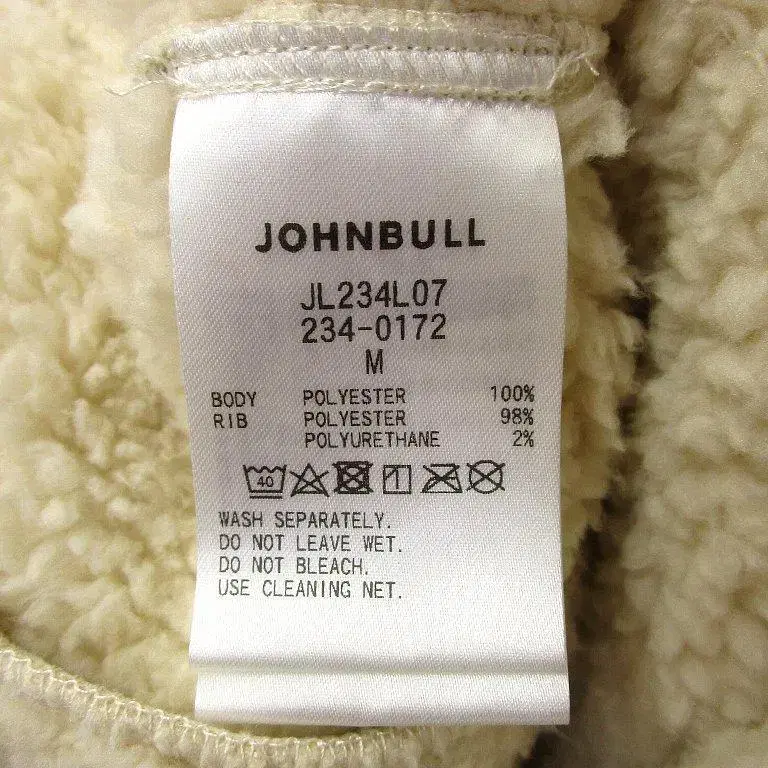 JOHNBULL
JL234L07
234-0172
M
BODY POLYESTER 100%
RIB POLYESTER 98%
POLYURETHANE 2%
40
WASH SEPARATELY.
DO NOT LEAVE WET.
DO NOT BLEACH.
USE CLEANING NET.